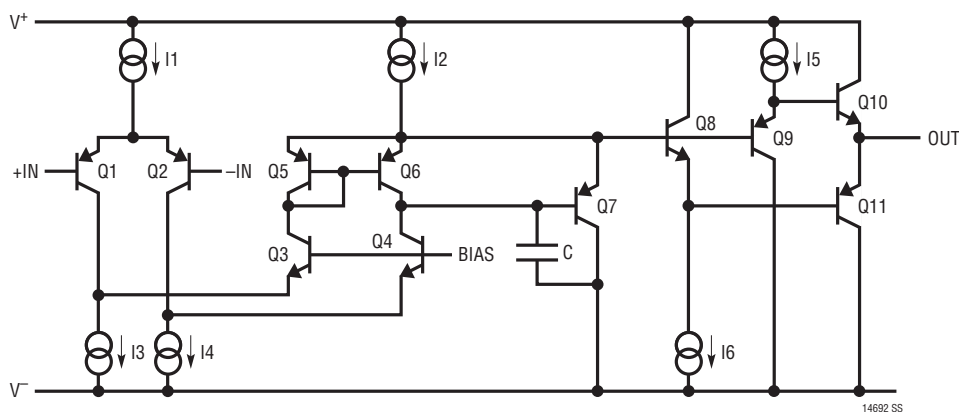 V+
I1
I2
I5
Q10
Q8
Q9
OUT
+IN
Q1
Q2
–IN
Q5
Q6
Q7
Q11
Q3
Q4
BIAS
C
I3
I4
I6
V–
14692 SS